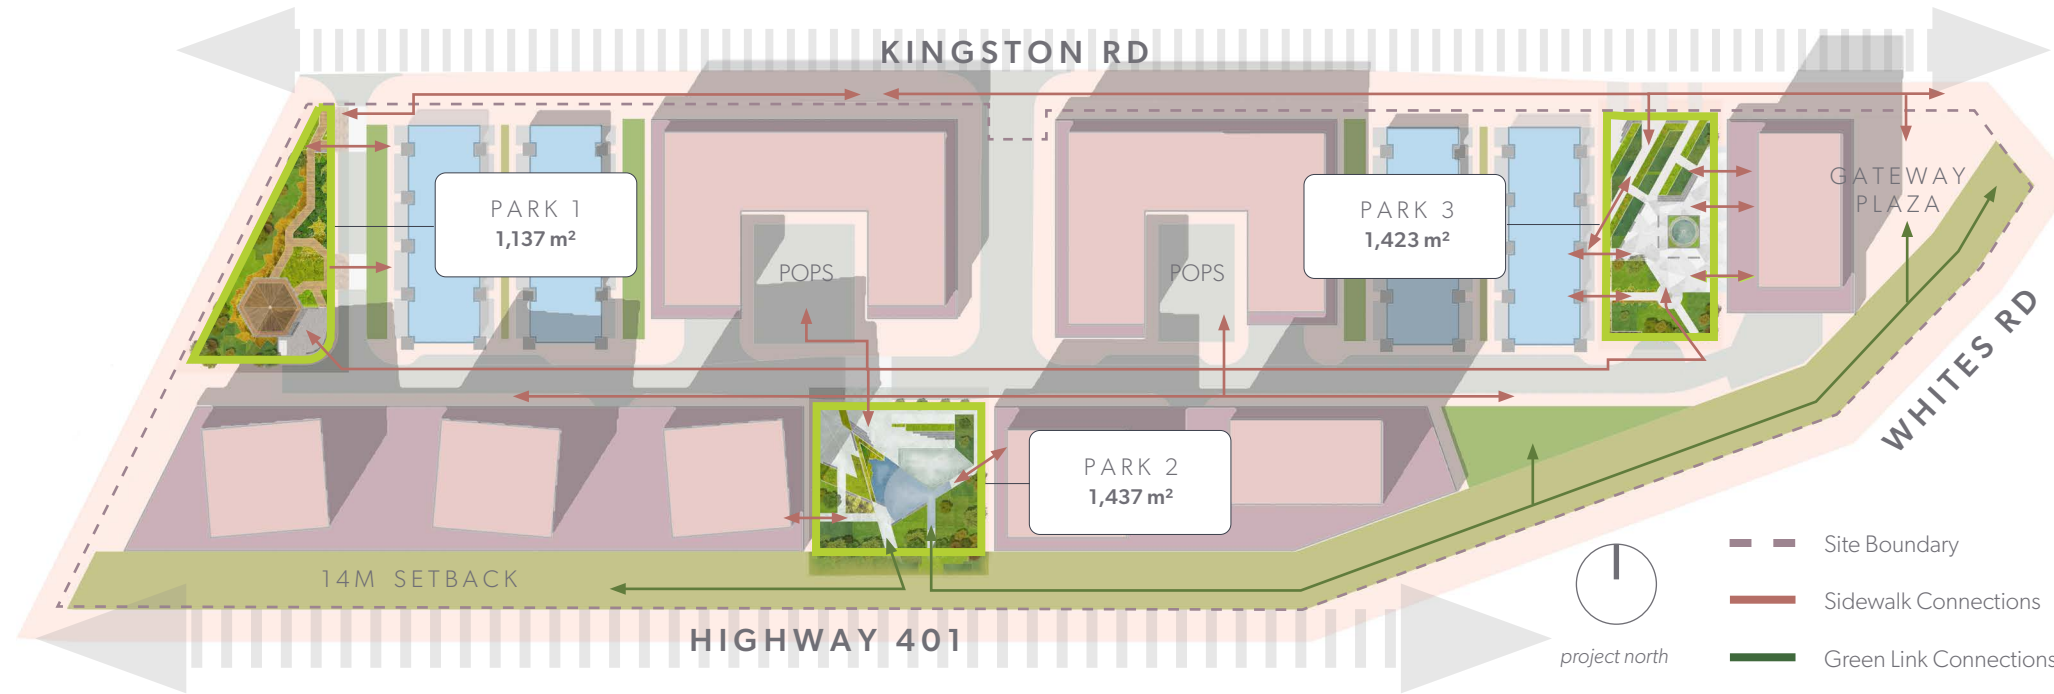 KINGSTON RD
PARK 1
1,137 m²
POPS
POPS
PARK 3
1,423 m²
GATEWAY
PLAZA
WHITES RD
PARK 2
1,437 m²
14M SETBACK
HIGHWAY 401
project north
Site Boundary
Sidewalk Connections
Green Link Connections